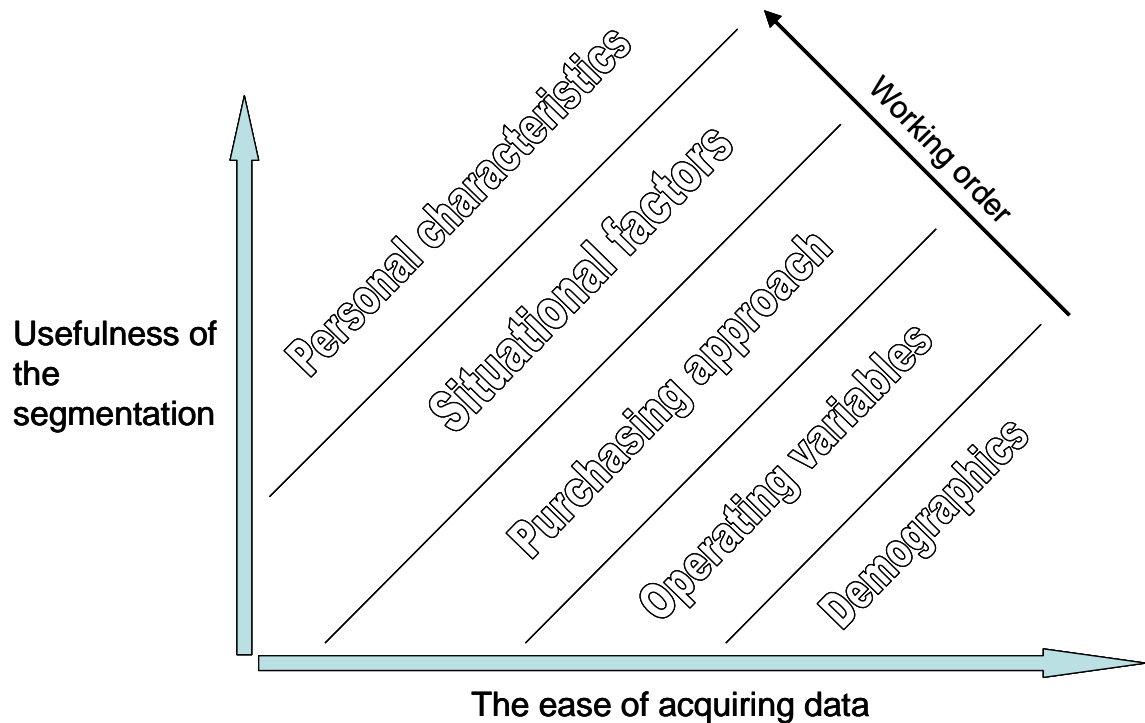 Personal characteristics
Situational factors
Purchasing approach
Operating variables
Demographics
Working order
Usefulness of
the
segmentation
The ease of acquiring data